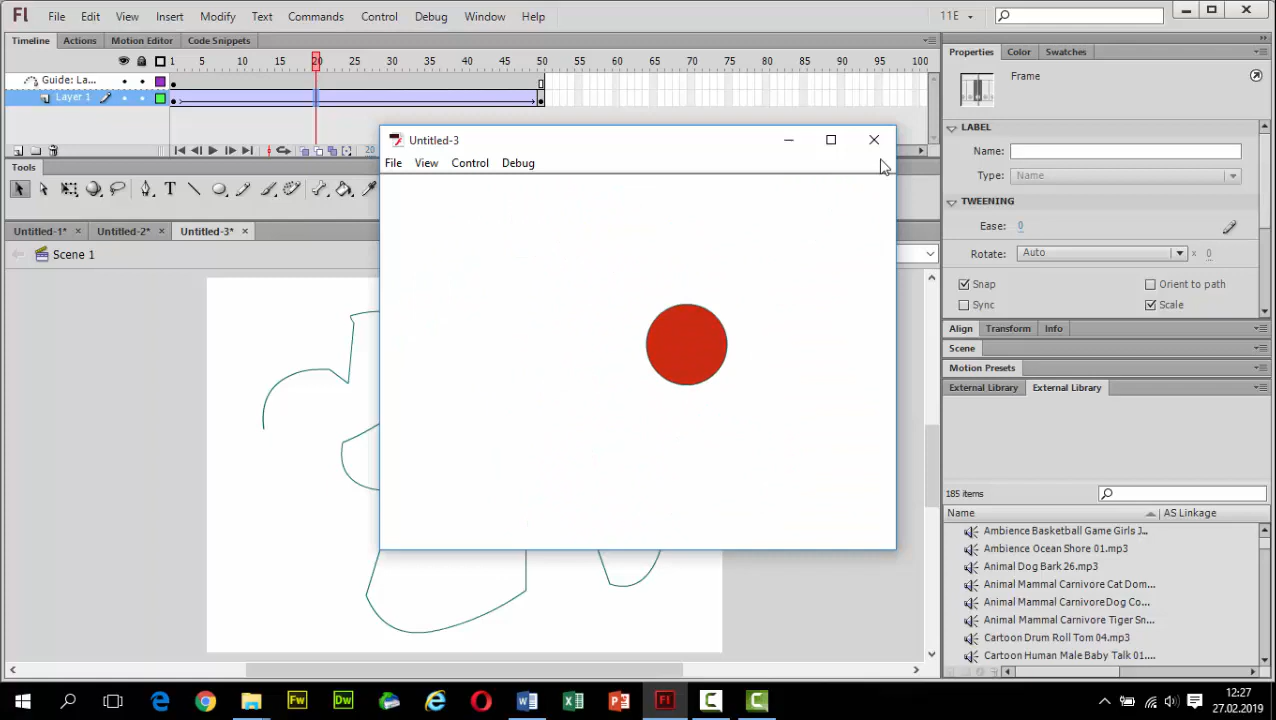 Fl File Edit View Insert Modify Text Commands Control Debug Window Help 11E
Timeline Actions Motion Editor Code Snippets
1 5 10 15 20 25 30 35 40 45 50 55 60 65 70 75 80 85 90 95 100
Guide: La...
Layer 1
20
Tools
Untitled-1* × Untitled-2* × Untitled-3* ×
Scene 1
Untitled-3
File View Control Debug
Properties Color Swatches
Frame
LABEL
Name:
Type: Name
TWEENING
Ease: 0
Rotate: Auto x 0
Snap Orient to path
Sync Scale
Align Transform Info
Scene
Motion Presets
External Library External Library
185 items
Name AS Linkage
Ambience Basketball Game Girls J...
Ambience Ocean Shore 01.mp3
Animal Dog Bark 26.mp3
Animal Mammal Carnivore Cat Dom...
Animal Mammal Carnivore Dog Co...
Animal Mammal Carnivore Tiger Sn...
Cartoon Drum Roll Tom 04.mp3
Cartoon Human Male Baby Talk 01....
Fw Dw Fl
12:27
27.02.2019